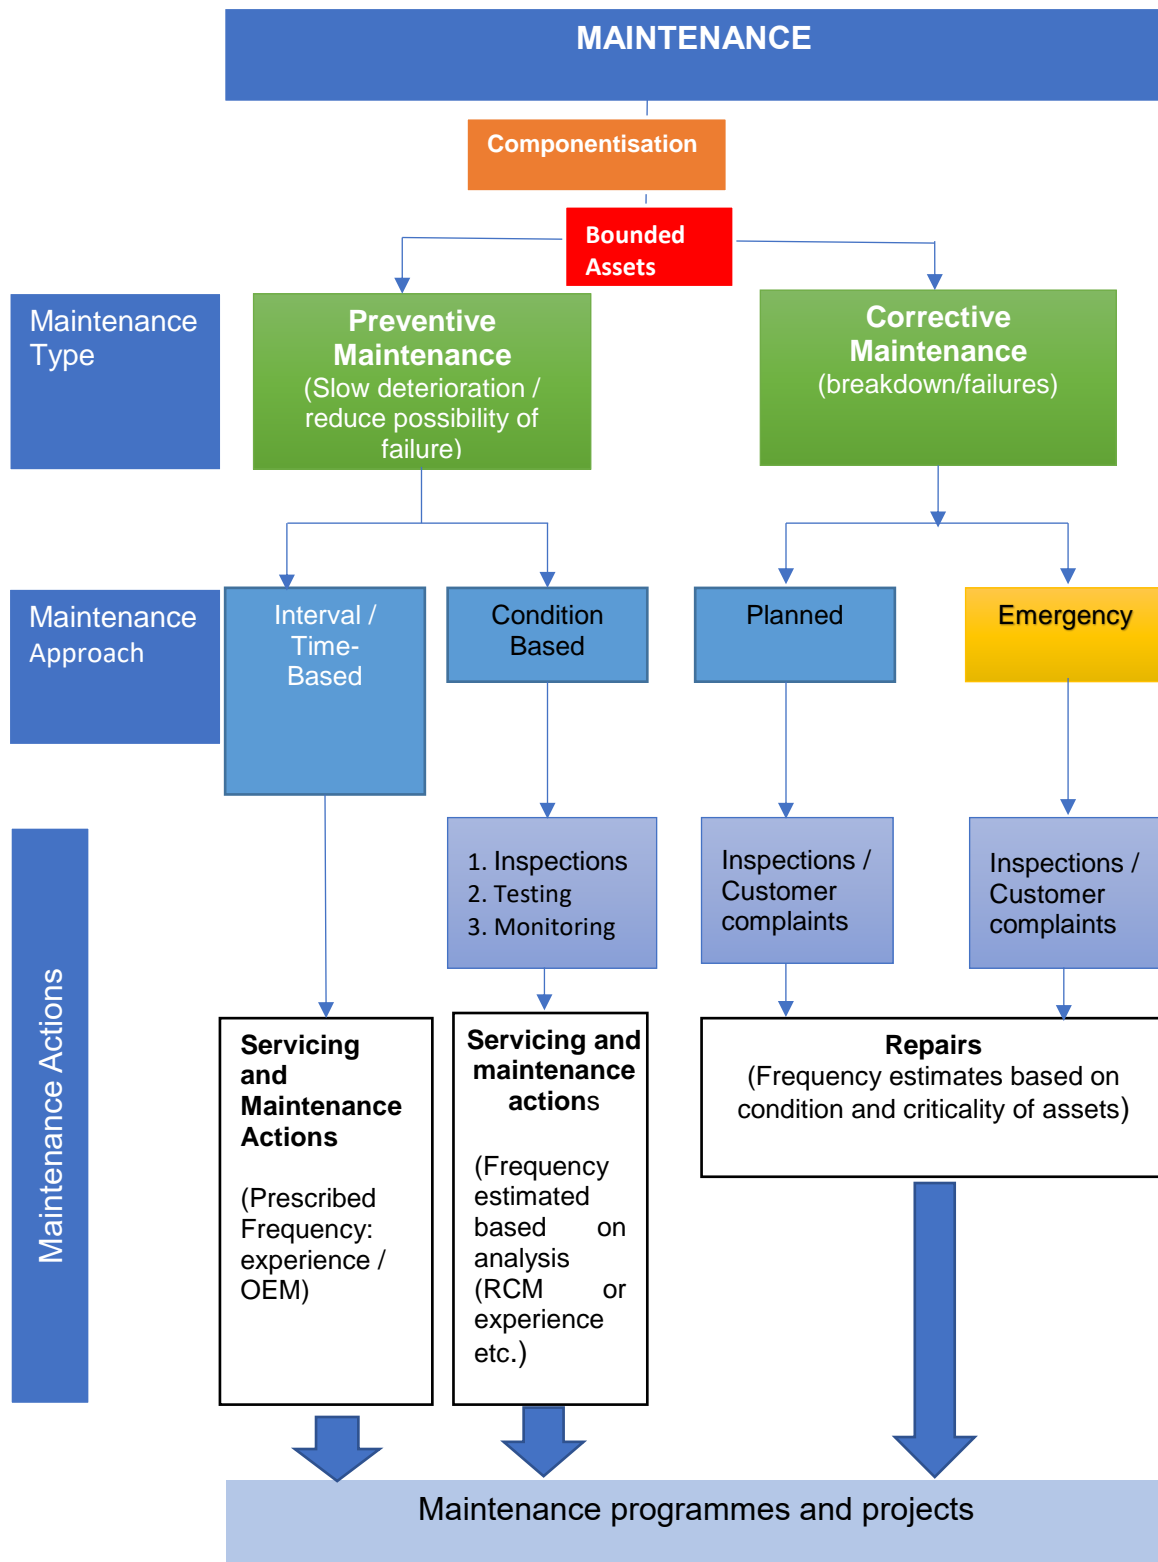 MAINTENANCE
Componentisation
Bounded
Assets
Maintenance
Type
Preventive
Maintenance
(Slow deterioration /
reduce possibility of
failure)
Corrective
Maintenance
(breakdown/failures)
Maintenance
Approach
Interval /
Time-
Based
Condition
Based
Planned
Emergency
Maintenance Actions
1. Inspections
2. Testing
3. Monitoring
Inspections /
Customer
complaints
Inspections /
Customer
complaints
Servicing
and
Maintenance
Actions
(Prescribed
Frequency:
experience /
OEM)
Servicing and
maintenance
actions
(Frequency
estimated
based on
analysis
(RCM or
experience
etc.)
Repairs
(Frequency estimates based on
condition and criticality of assets)
Maintenance programmes and projects